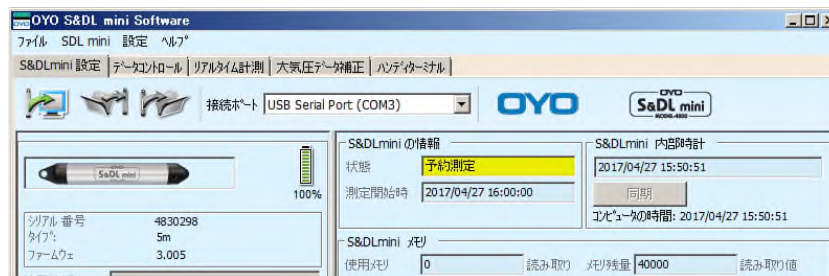 OYO S&DL mini Software
ファイル SDL mini 設定 ヘルプ
S&DLmini 設定 データコントロール リアルタイム計測 大気圧データ補正 ハンディターミナル
接続ポート USB Serial Port (COM3) OYO OYO S&DL mini MODEL-4800
S&DLmini の情報 S&DLmini 内部時計
状態 予約測定 2017/04/27 15:50:51
S&DL mini 100% 測定開始時 2017/04/27 16:00:00 同期
シリアル 番号 4830298 コンピュータの時間: 2017/04/27 15:50:51
タイプ: 5m S&DLmini メモリ
ファームウェ 3.005 使用メモリ 0 読み取り メモリ残量 40000 読み取り値